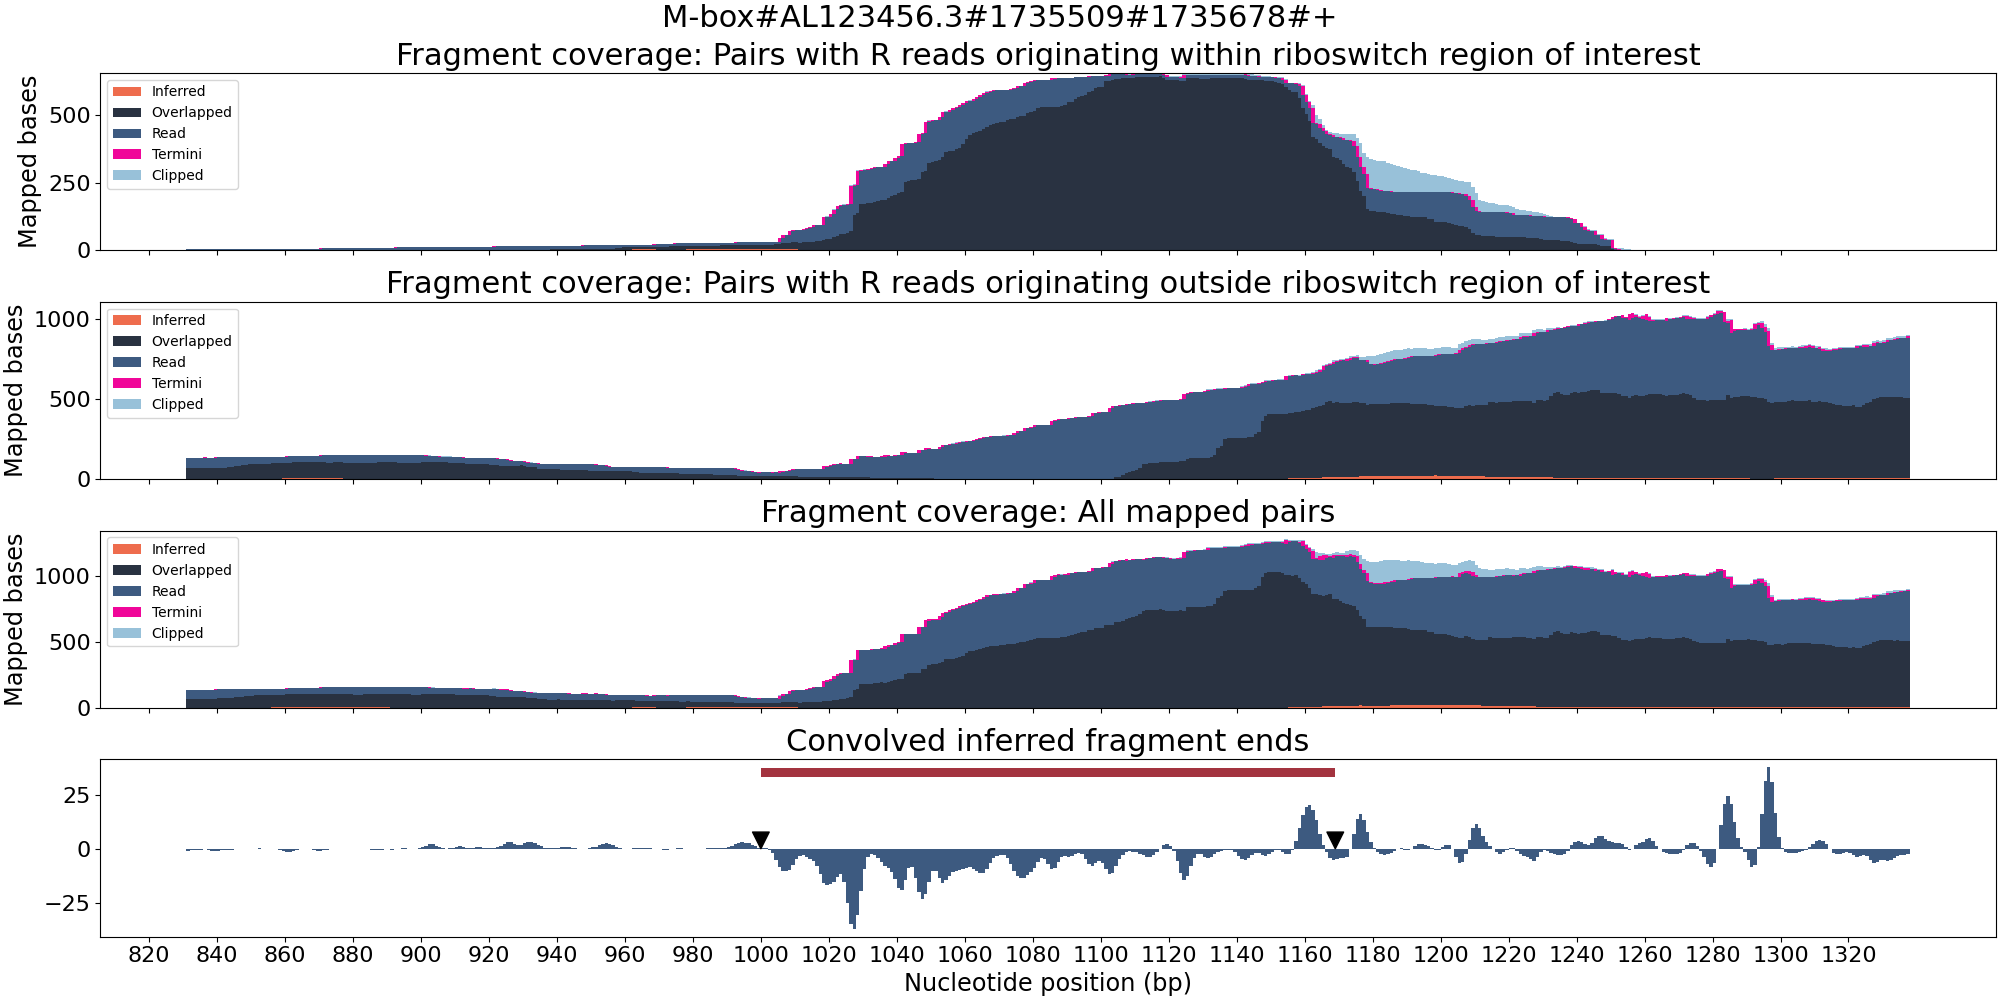 M-box#AL123456.3#1735509#1735678#+
Fragment coverage: Pairs with R reads originating within riboswitch region of interest
Mapped bases
500
250
0
Inferred
Overlapped
Read
Termini
Clipped
Fragment coverage: Pairs with R reads originating outside riboswitch region of interest
Mapped bases
1000
500
0
Inferred
Overlapped
Read
Termini
Clipped
Fragment coverage: All mapped pairs
Mapped bases
1000
500
0
Inferred
Overlapped
Read
Termini
Clipped
Convolved inferred fragment ends
25
0
−25
820 840 860 880 900 920 940 960 980 1000 1020 1040 1060 1080 1100 1120 1140 1160 1180 1200 1220 1240 1260 1280 1300 1320
Nucleotide position (bp)